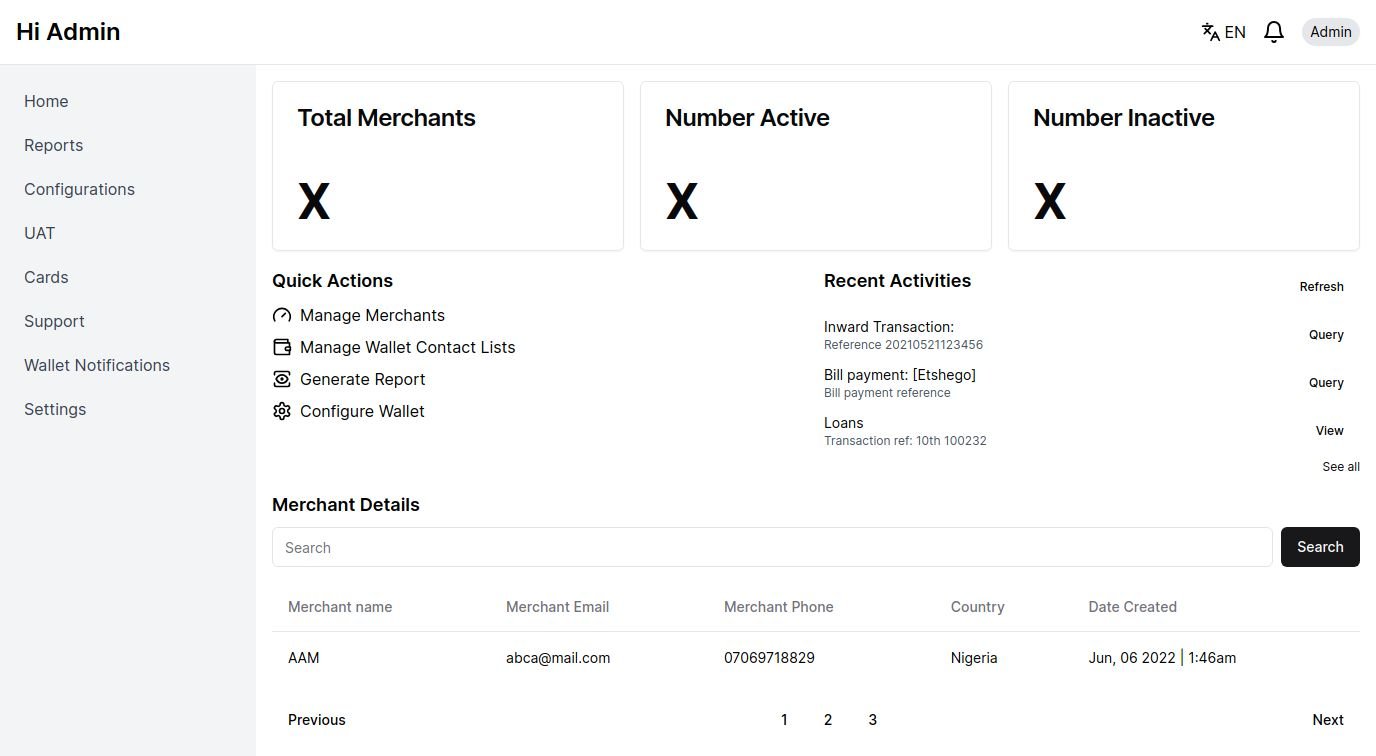 Hi Admin
EN
Admin
Home
Reports
Configurations
UAT
Cards
Support
Wallet Notifications
Settings
Total Merchants
X
Number Active
X
Number Inactive
X
Quick Actions
Manage Merchants
Manage Wallet Contact Lists
Generate Report
Configure Wallet
Recent Activities
Refresh
Inward Transaction:
Reference 20210521123456
Query
Bill payment: [Etshego]
Bill payment reference
Query
Loans
Transaction ref: 10th 100232
View
See all
Merchant Details
Search
Search
Merchant name Merchant Email Merchant Phone Country Date Created
AAM abca@mail.com 07069718829 Nigeria Jun, 06 2022 | 1:46am
Previous 1 2 3 Next